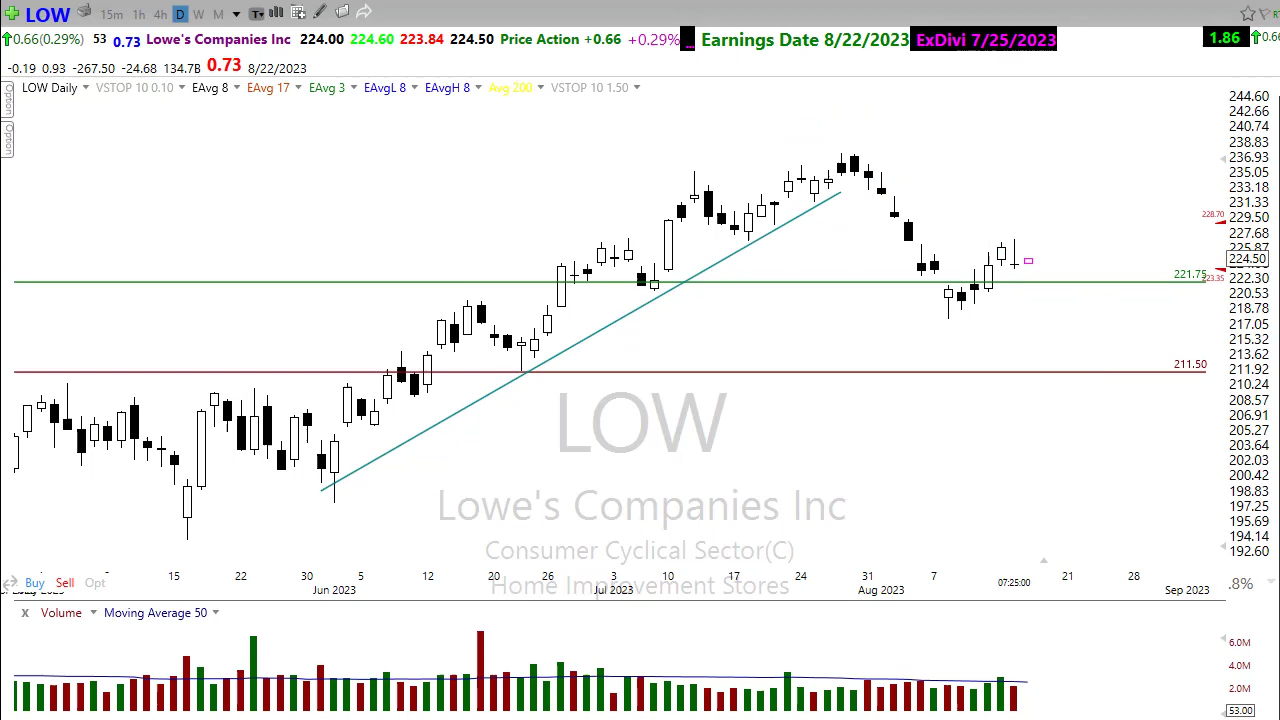 LOW 15m 1h 4h D W M
0.66(0.29%) 53 0.73 Lowe's Companies Inc 224.00 224.60 223.84 224.50 Price Action +0.66 +0.29% ... Earnings Date 8/22/2023 ExDivi 7/25/2023 1.86
-0.19 0.93 -267.50 -24.68 134.7B 0.73 8/22/2023
LOW Daily VSTOP 10 0.10 EAvg 8 EAvg 17 EAvg 3 EAvgL 8 EAvgH 8 Avg 200 VSTOP 10 1.50
Option
Option
244.60
242.66
240.74
238.83
236.93
235.05
233.18
231.33
228.70
229.50
227.68
225.87
224.50
221.75
223.35
222.30
220.53
218.78
217.05
215.32
213.62
211.50
211.92
210.24
208.57
206.91
205.27
203.64
202.03
200.42
198.83
197.25
195.69
194.14
192.60
LOW
Lowe's Companies Inc
Consumer Cyclical Sector(C)
Home Improvement Stores
Buy Sell Opt
15 22 30 5 12 20 26 3 10 17 24 31 7 07:25:00 21 28
Jun 2023 Jul 2023 Aug 2023 Sep 2023
.8%
X Volume Moving Average 50
6.0M
4.0M
2.0M
53.00